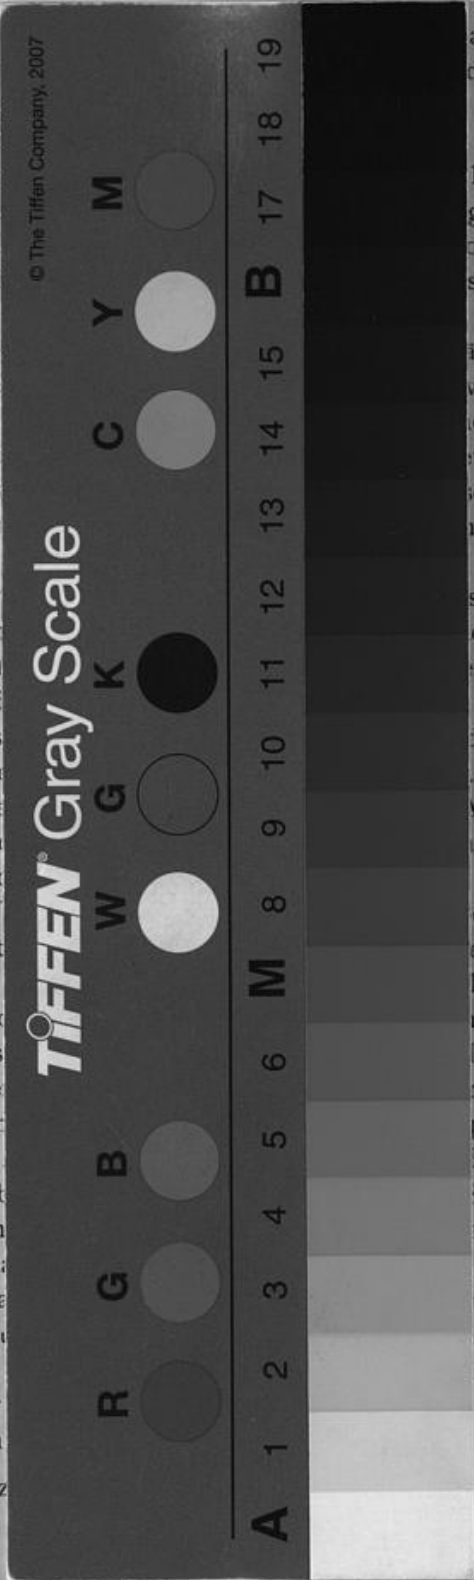 © The Tiffen Company, 2007
TIFFEN® Gray Scale
R G B W G K C Y M
A 1 2 3 4 5 6 M 8 9 10 11 12 13 14 15 B 17 18 19